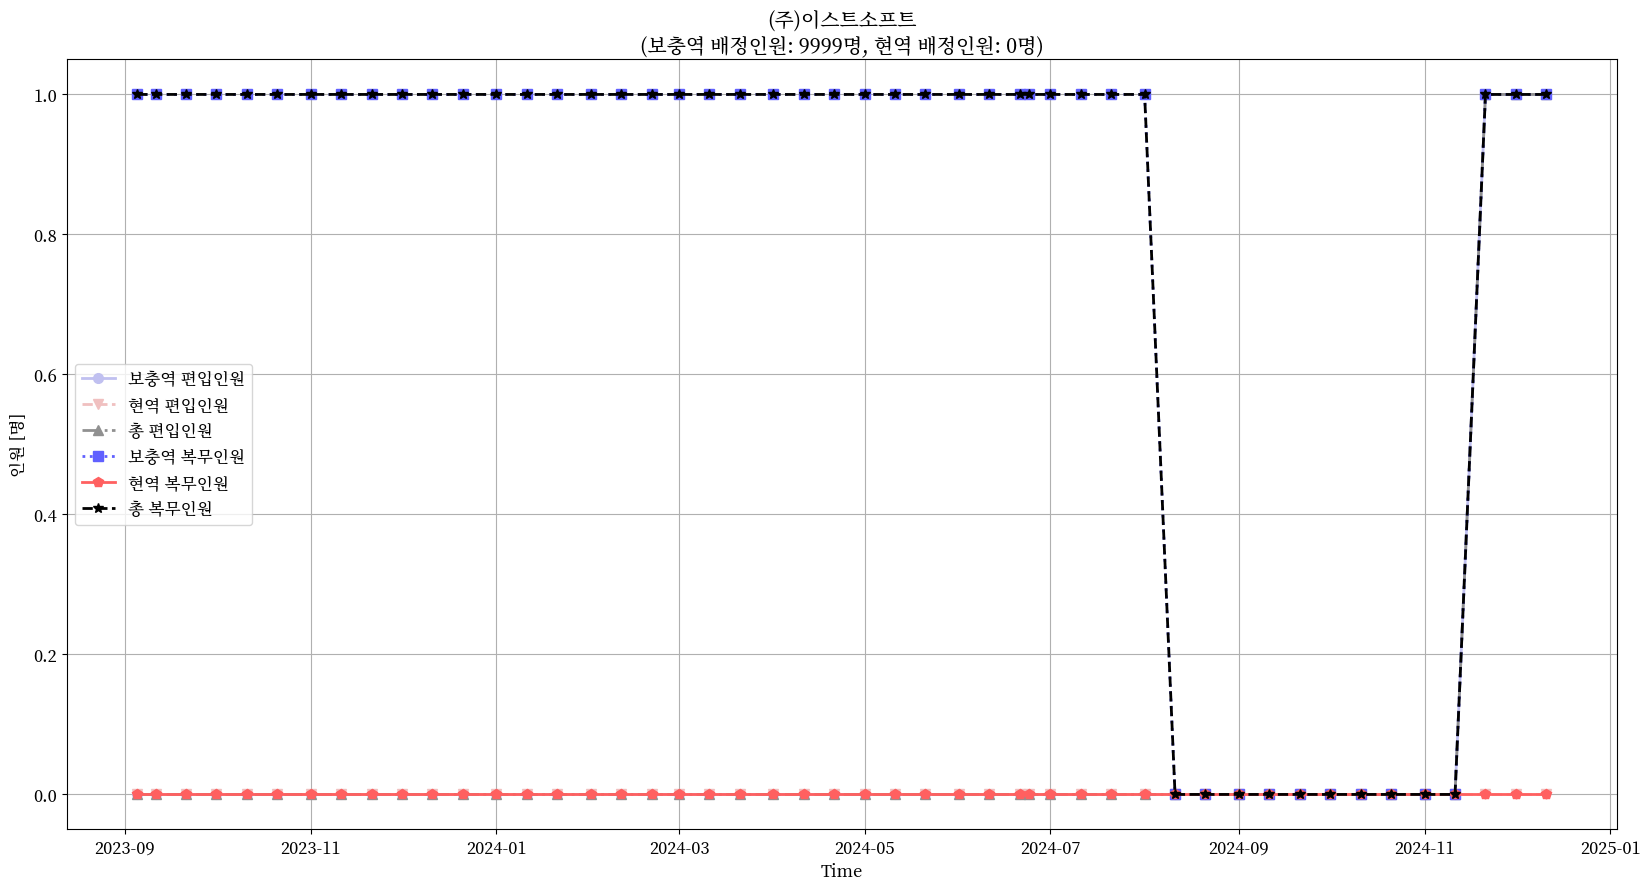 (주)이스트소프트
(보충역 배정인원: 9999명, 현역 배정인원: 0명)
1.0
0.8
0.6
0.4
0.2
0.0
인원 [명]
보충역 편입인원
현역 편입인원
총 편입인원
보충역 복무인원
현역 복무인원
총 복무인원
2023-09
2023-11
2024-01
2024-03
2024-05
2024-07
2024-09
2024-11
2025-01
Time